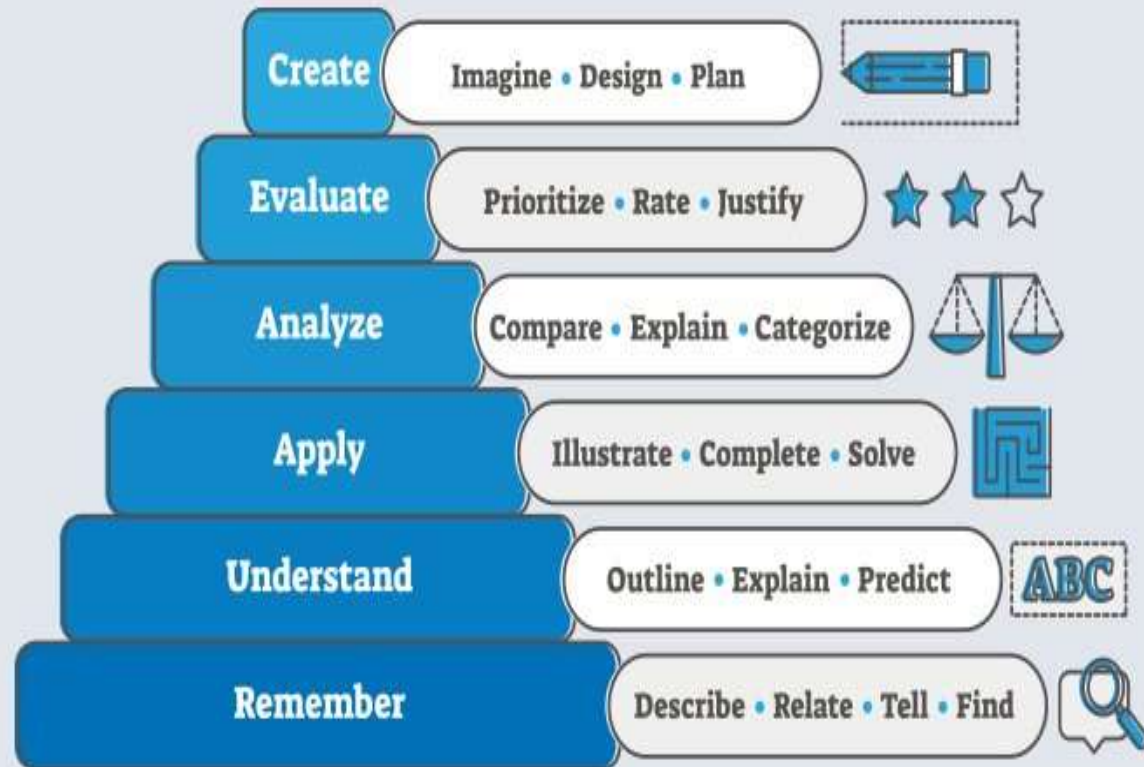 Create
Imagine • Design • Plan
Evaluate
Prioritize • Rate • Justify
Analyze
Compare • Explain • Categorize
Apply
Illustrate • Complete • Solve
Understand
Outline • Explain • Predict
ABC
Remember
Describe • Relate • Tell • Find